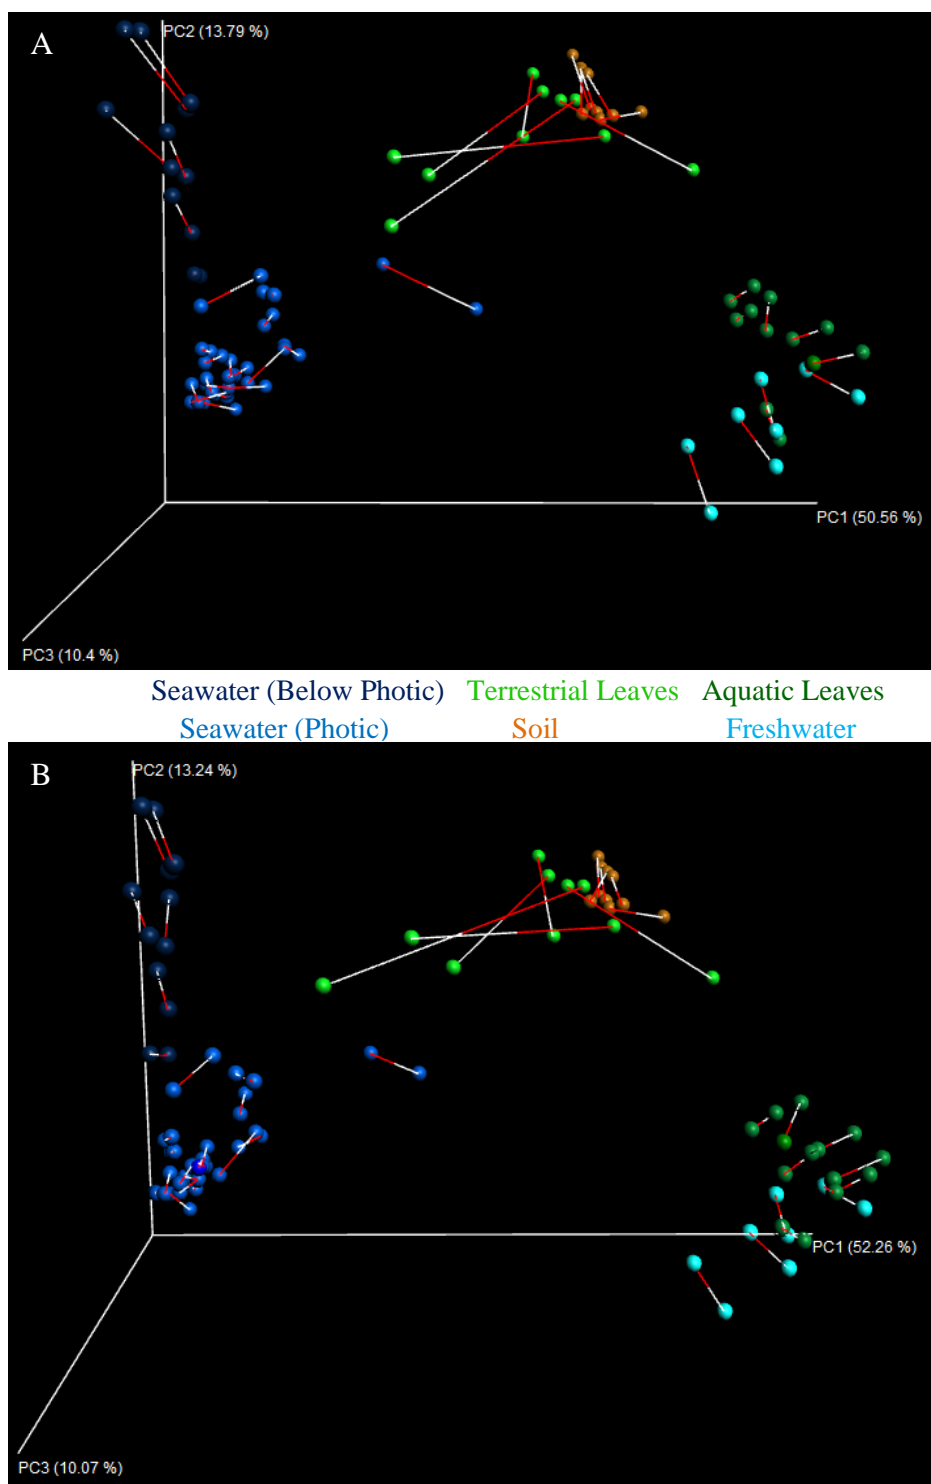 A
PC2 (13.79 %)
PC1 (50.56 %)
PC3 (10.4 %)
Seawater (Below Photic) Terrestrial Leaves Aquatic Leaves
Seawater (Photic) Soil Freshwater
B
PC2 (13.24 %)
PC1 (52.26 %)
PC3 (10.07 %)